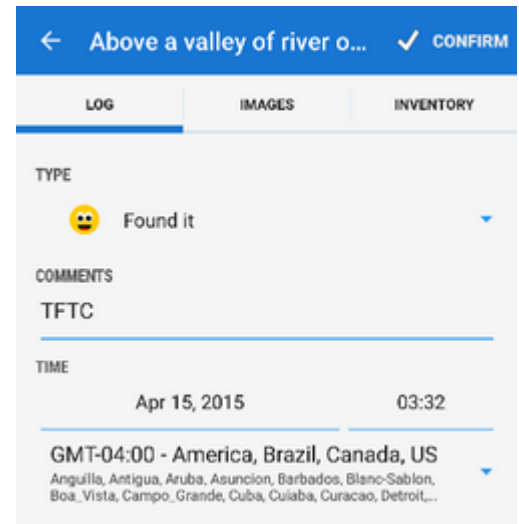 Above a valley of river o... CONFIRM
LOG IMAGES INVENTORY
TYPE
Found it
COMMENTS
TFTC
TIME
Apr 15, 2015 03:32
GMT-04:00 - America, Brazil, Canada, US
Anguilla, Antigua, Aruba, Asuncion, Barbados, Blanc-Sablon,
Boa_Vista, Campo_Grande, Cuba, Cuiaba, Curacao, Detroit,...